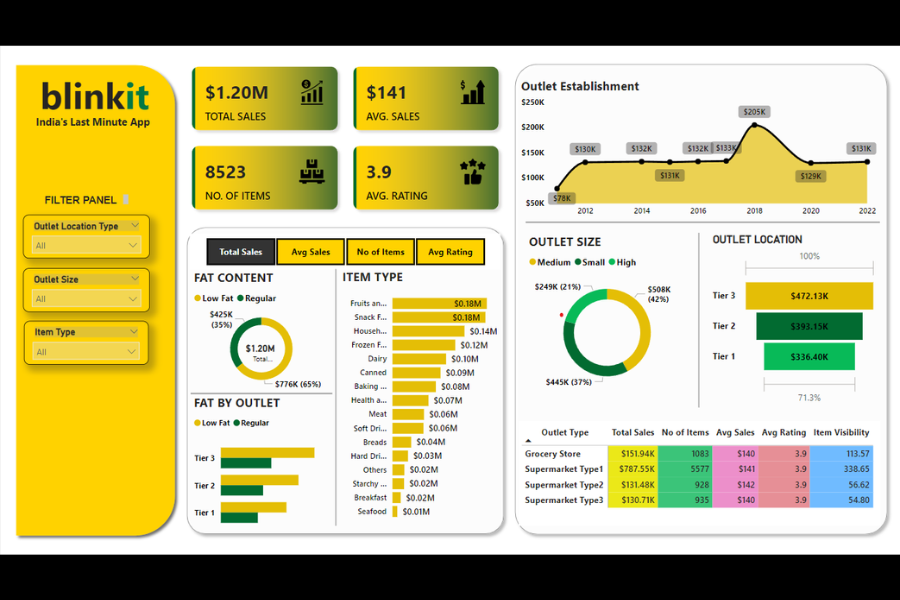 blinkit
India's Last Minute App
FILTER PANEL
Outlet Location Type
All
Outlet Size
All
Item Type
All
$1.20M
TOTAL SALES
$141
AVG. SALES
8523
NO. OF ITEMS
3.9
AVG. RATING
Total Sales Avg Sales No of Items Avg Rating
FAT CONTENT
Low Fat Regular
$425K
(35%)
$1.20M
Total...
$776K (65%)
FAT BY OUTLET
Low Fat Regular
Tier 3
Tier 2
Tier 1
ITEM TYPE
Fruits an... $0.18M
Snack F... $0.18M
Househ... $0.14M
Frozen F... $0.12M
Dairy $0.10M
Canned $0.09M
Baking ... $0.08M
Health a... $0.07M
Meat $0.06M
Soft Dri... $0.06M
Breads $0.04M
Hard Dri... $0.03M
Others $0.02M
Starchy ... $0.02M
Breakfast $0.02M
Seafood $0.01M
Outlet Establishment
$250K
$200K
$150K
$100K
$50K
$78K $130K $132K $131K $132K $133K $205K $129K $131K
2012 2014 2016 2018 2020 2022
OUTLET SIZE
Medium Small High
$249K (21%)
$508K
(42%)
$445K (37%)
OUTLET LOCATION
100%
Tier 3 $472.13K
Tier 2 $393.15K
Tier 1 $336.40K
71.3%
Outlet Type Total Sales No of Items Avg Sales Avg Rating Item Visibility
Grocery Store $151.94K 1083 $140 3.9 113.57
Supermarket Type1 $787.55K 5577 $141 3.9 338.65
Supermarket Type2 $131.48K 928 $142 3.9 56.62
Supermarket Type3 $130.71K 935 $140 3.9 54.80